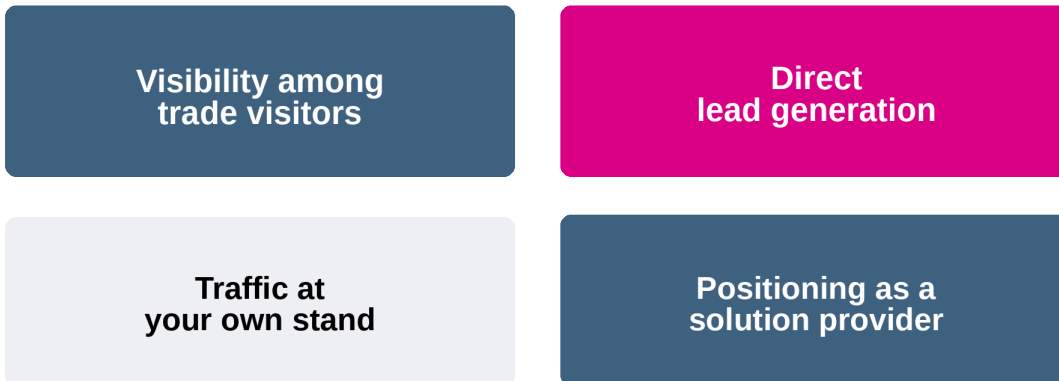 Visibility among
trade visitors
Direct
lead generation
Traffic at
your own stand
Positioning as a
solution provider